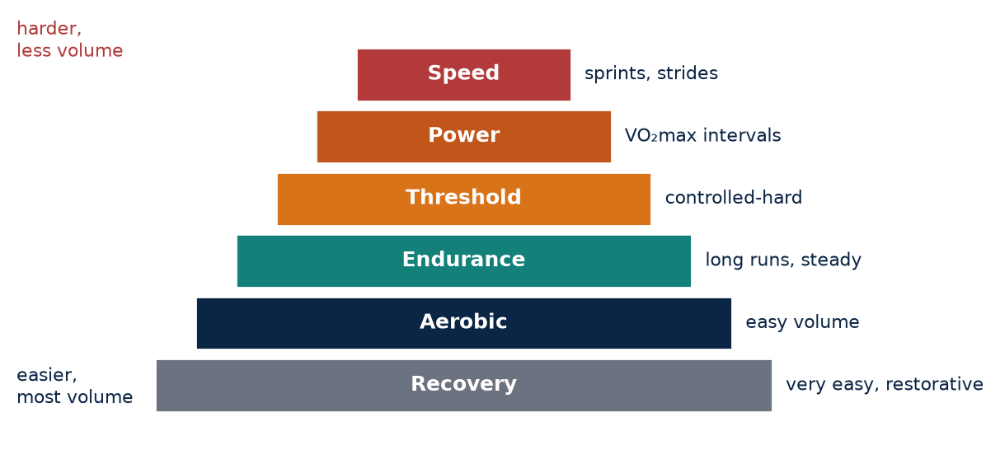 harder,
less volume
Speed
sprints, strides
Power
VO₂max intervals
Threshold
controlled-hard
Endurance
long runs, steady
Aerobic
easy volume
easier,
most volume
Recovery
very easy, restorative